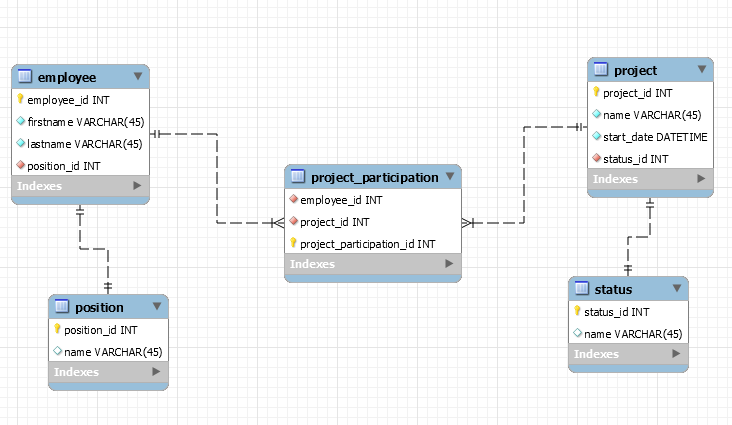 employee
employee_id INT
firstname VARCHAR(45)
lastname VARCHAR(45)
position_id INT
Indexes
project
project_id INT
name VARCHAR(45)
start_date DATETIME
status_id INT
Indexes
project_participation
employee_id INT
project_id INT
project_participation_id INT
Indexes
position
position_id INT
name VARCHAR(45)
Indexes
status
status_id INT
name VARCHAR(45)
Indexes